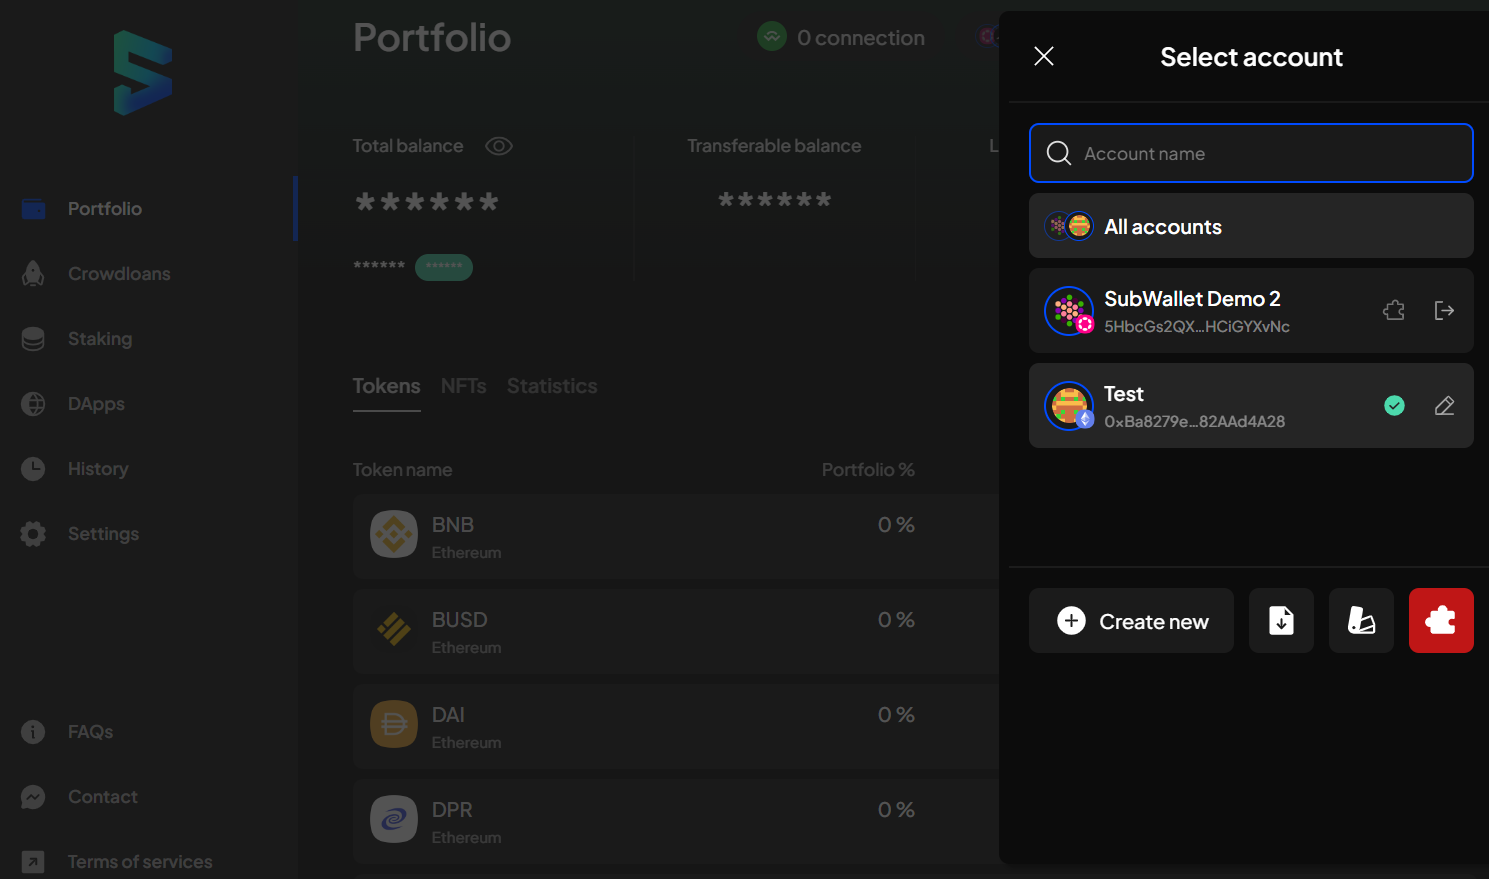 Portfolio
0 connection
Total balance
Transferable balance
L
******
******
******
******
Portfolio
Crowdloans
Staking
DApps
History
Settings
FAQs
Contact
Terms of services
Tokens NFTs Statistics
Token name Portfolio %
BNB 0 %
Ethereum
BUSD 0 %
Ethereum
DAI 0 %
Ethereum
DPR 0 %
Ethereum
Select account
Account name
All accounts
SubWallet Demo 2
5HbcGs2QX...HCiGYXvNc
Test
0xBa8279e...82AAd4A28
Create new